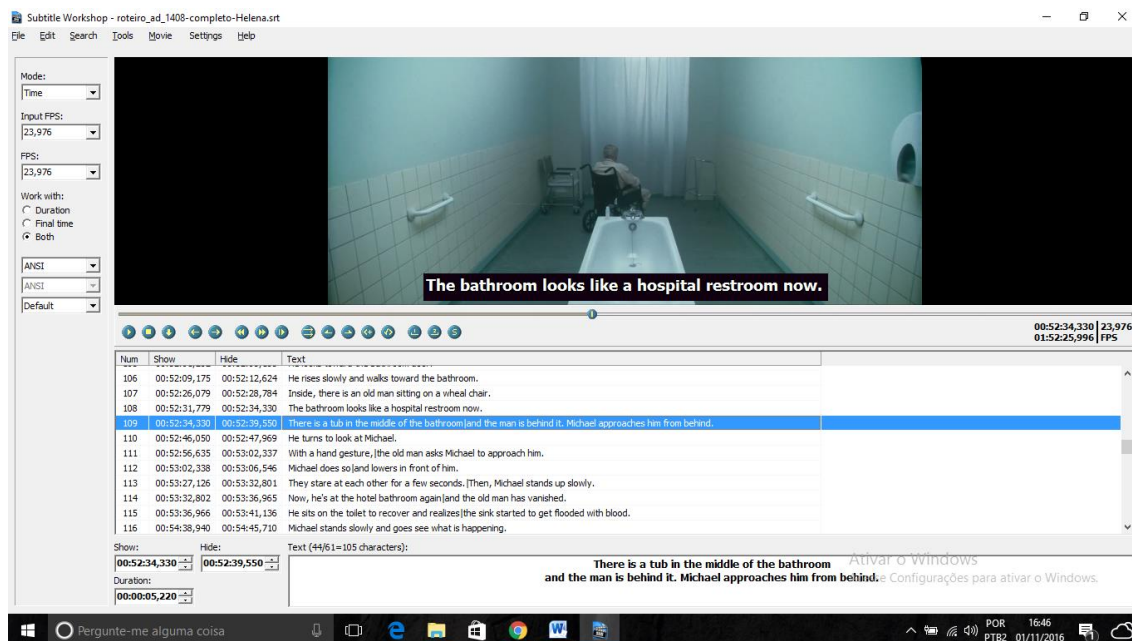 Subtitle Workshop - roteiro_ad_1408-completo-Helena.srt
File Edit Search Tools Movie Settings Help
Mode:
Time
Input FPS:
23,976
FPS:
23,976
Work with:
Duration
Final time
Both
ANSI
ANSI
Default
The bathroom looks like a hospital restroom now.
00:52:34,330 23,976
01:52:25,996 FPS
Num Show Hide Text
106 00:52:09,175 00:52:12,624 He rises slowly and walks toward the bathroom.
107 00:52:26,079 00:52:28,784 Inside, there is an old man sitting on a wheal chair.
108 00:52:31,779 00:52:34,330 The bathroom looks like a hospital restroom now.
109 00:52:34,330 00:52:39,550 There is a tub in the middle of the bathroom|and the man is behind it. Michael approaches him from behind.
110 00:52:46,050 00:52:47,969 He turns to look at Michael.
111 00:52:56,635 00:53:02,337 With a hand gesture,|the old man asks Michael to approach him.
112 00:53:02,338 00:53:06,546 Michael does so|and lowers in front of him.
113 00:53:27,126 00:53:32,801 They stare at each other for a few seconds.|Then, Michael stands up slowly.
114 00:53:32,802 00:53:36,965 Now, he's at the hotel bathroom again|and the old man has vanished.
115 00:53:36,966 00:53:41,136 He sits on the toilet to recover and realizes|the sink started to get flooded with blood.
116 00:54:38,940 00:54:45,710 Michael stands slowly and goes see what is happening.
Show: Hide: Text (44/61=105 characters):
00:52:34,330 00:52:39,550
Duration:
00:00:05,220
There is a tub in the middle of the bathroom
and the man is behind it. Michael approaches him from behind.
Ativar o Windows
e Configurações para ativar o Windows.
Pergunte-me alguma coisa
POR 16:46
PTB2 01/11/2016